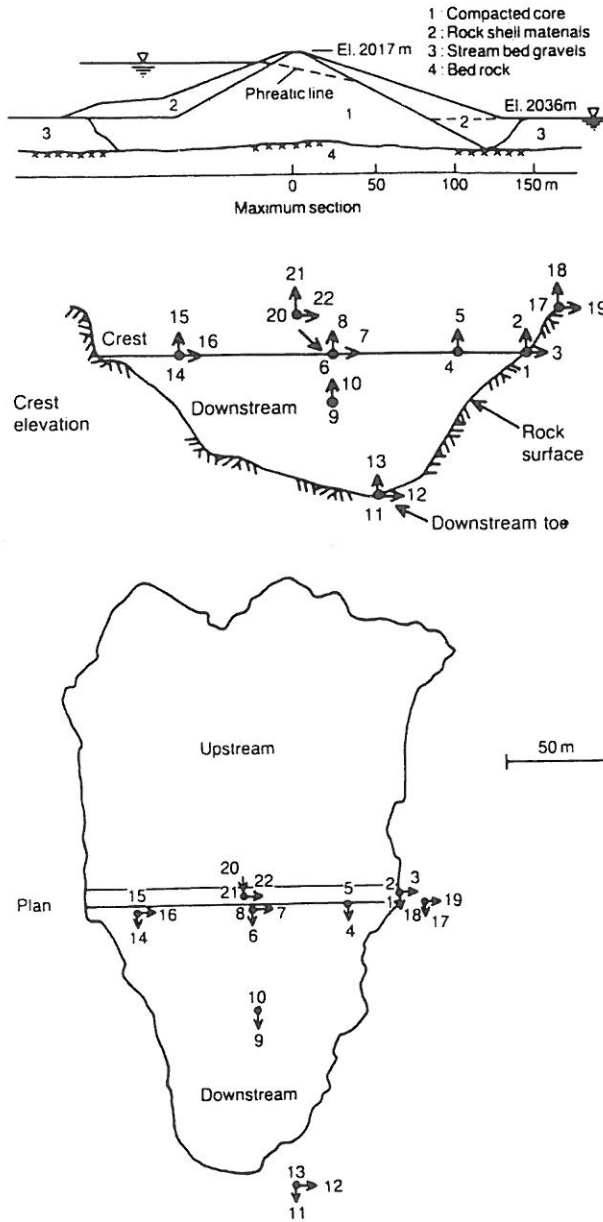 1 : Compacted core
2 : Rock shell materials
3 : Stream bed gravels
4 : Bed rock
El. 2017 m
Phreatic line
El. 2036m
2
1
2
3
3
4
0 50 100 150 m
Maximum section
21
22
20
18
17
19
15
16
14
Crest
8
7
6
5
4
2
3
1
10
9
Downstream
Crest
elevation
Rock
surface
13
12
11
Downstream toe
Upstream
50 m
Plan
20
21
22
15
16
14
8
7
6
5
4
2
3
1
18
19
17
10
9
Downstream
13
12
11